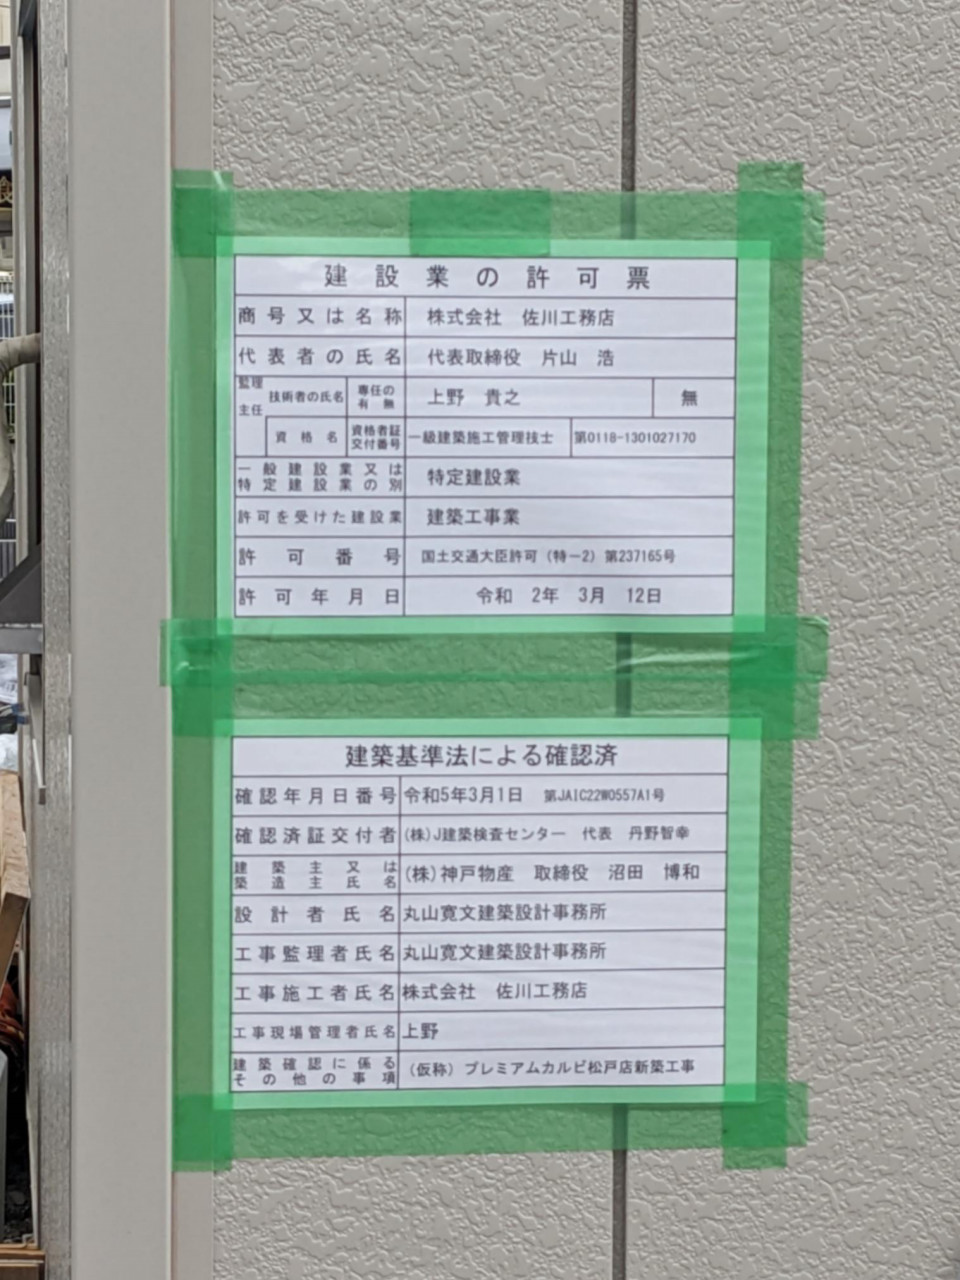 建設業の許可票
商号又は名称 株式会社 佐川工務店
代表者の氏名 代表取締役 片山 浩
監理
主任
技術者の氏名 専任の有無 上野 貴之 無
資格名 資格者証交付番号 一級建築施工管理技士 第0118-1301027170
一般建設業又は
特定建設業の別 特定建設業
許可を受けた建設業 建築工事業
許可番号 国土交通大臣許可(特-2)第237165号
許可年月日 令和 2年 3月 12日
建築基準法による確認済
確認年月日番号 令和5年3月1日 第JAIC22W0557A1号
確認済証交付者 (株)J建築検査センター 代表 丹野智幸
建築主又は
築造主氏名 (株)神戸物産 取締役 沼田 博和
設計者氏名 丸山寛文建築設計事務所
工事監理者氏名 丸山寛文建築設計事務所
工事施工者氏名 株式会社 佐川工務店
工事現場管理者氏名 上野
建築確認に係る
その他の事項 (仮称)プレミアムカルビ松戸店新築工事